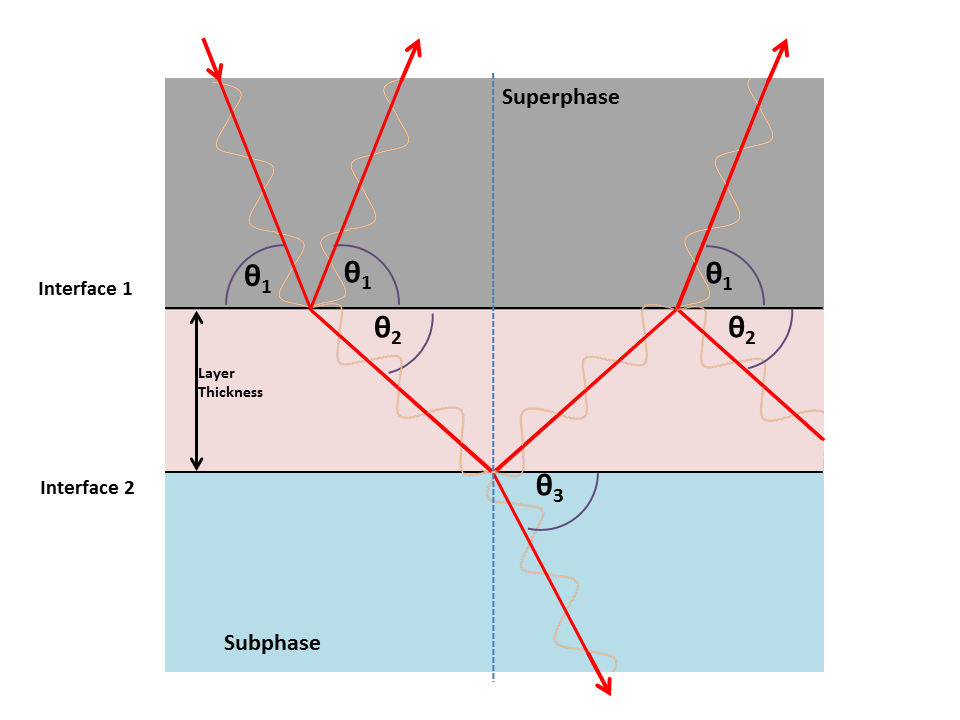 Superphase
θ1
θ1
θ1
Interface 1
θ2
θ2
Layer
Thickness
Interface 2
θ3
Subphase